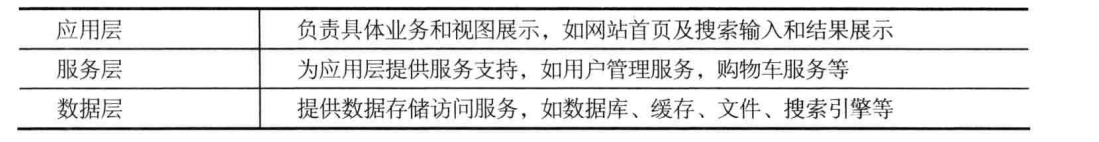 应用层 负责具体业务和视图展示，如网站首页及搜索输入和结果展示
服务层 为应用层提供服务支持，如用户管理服务，购物车服务等
数据层 提供数据存储访问服务，如数据库、缓存、文件、搜索引擎等